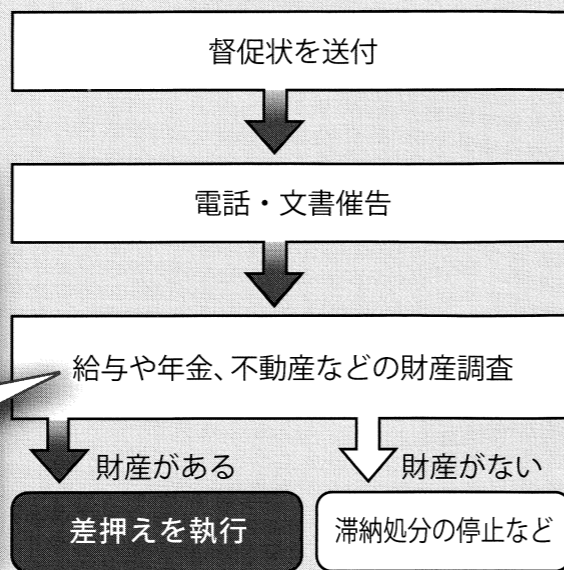 督促状を送付
電話・文書催告
給与や年金、不動産などの財産調査
財産がある
財産がない
差押えを執行
滞納処分の停止など